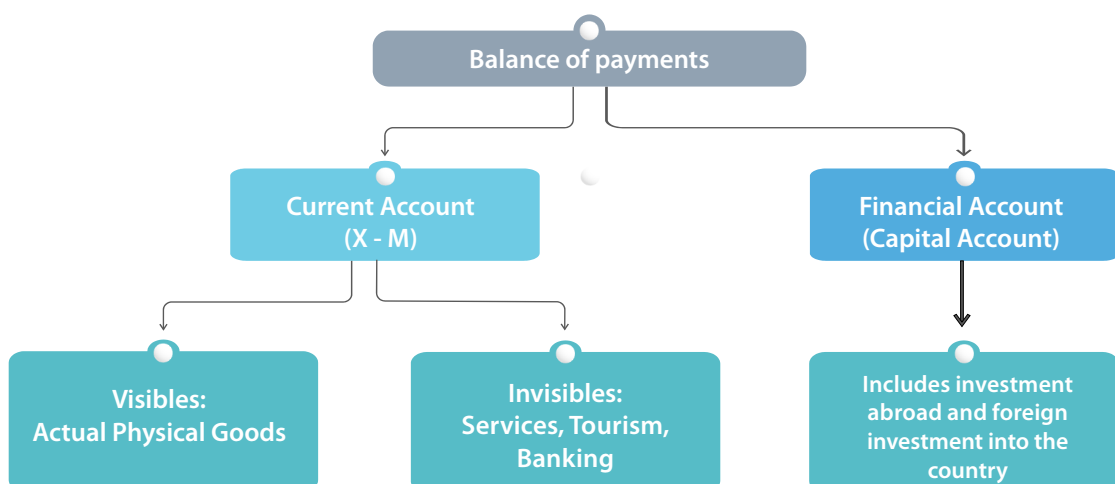 Balance of payments
Current Account
(X - M)
Financial Account
(Capital Account)
Visibles:
Actual Physical Goods
Invisibles:
Services, Tourism,
Banking
Includes investment
abroad and foreign
investment into the
country